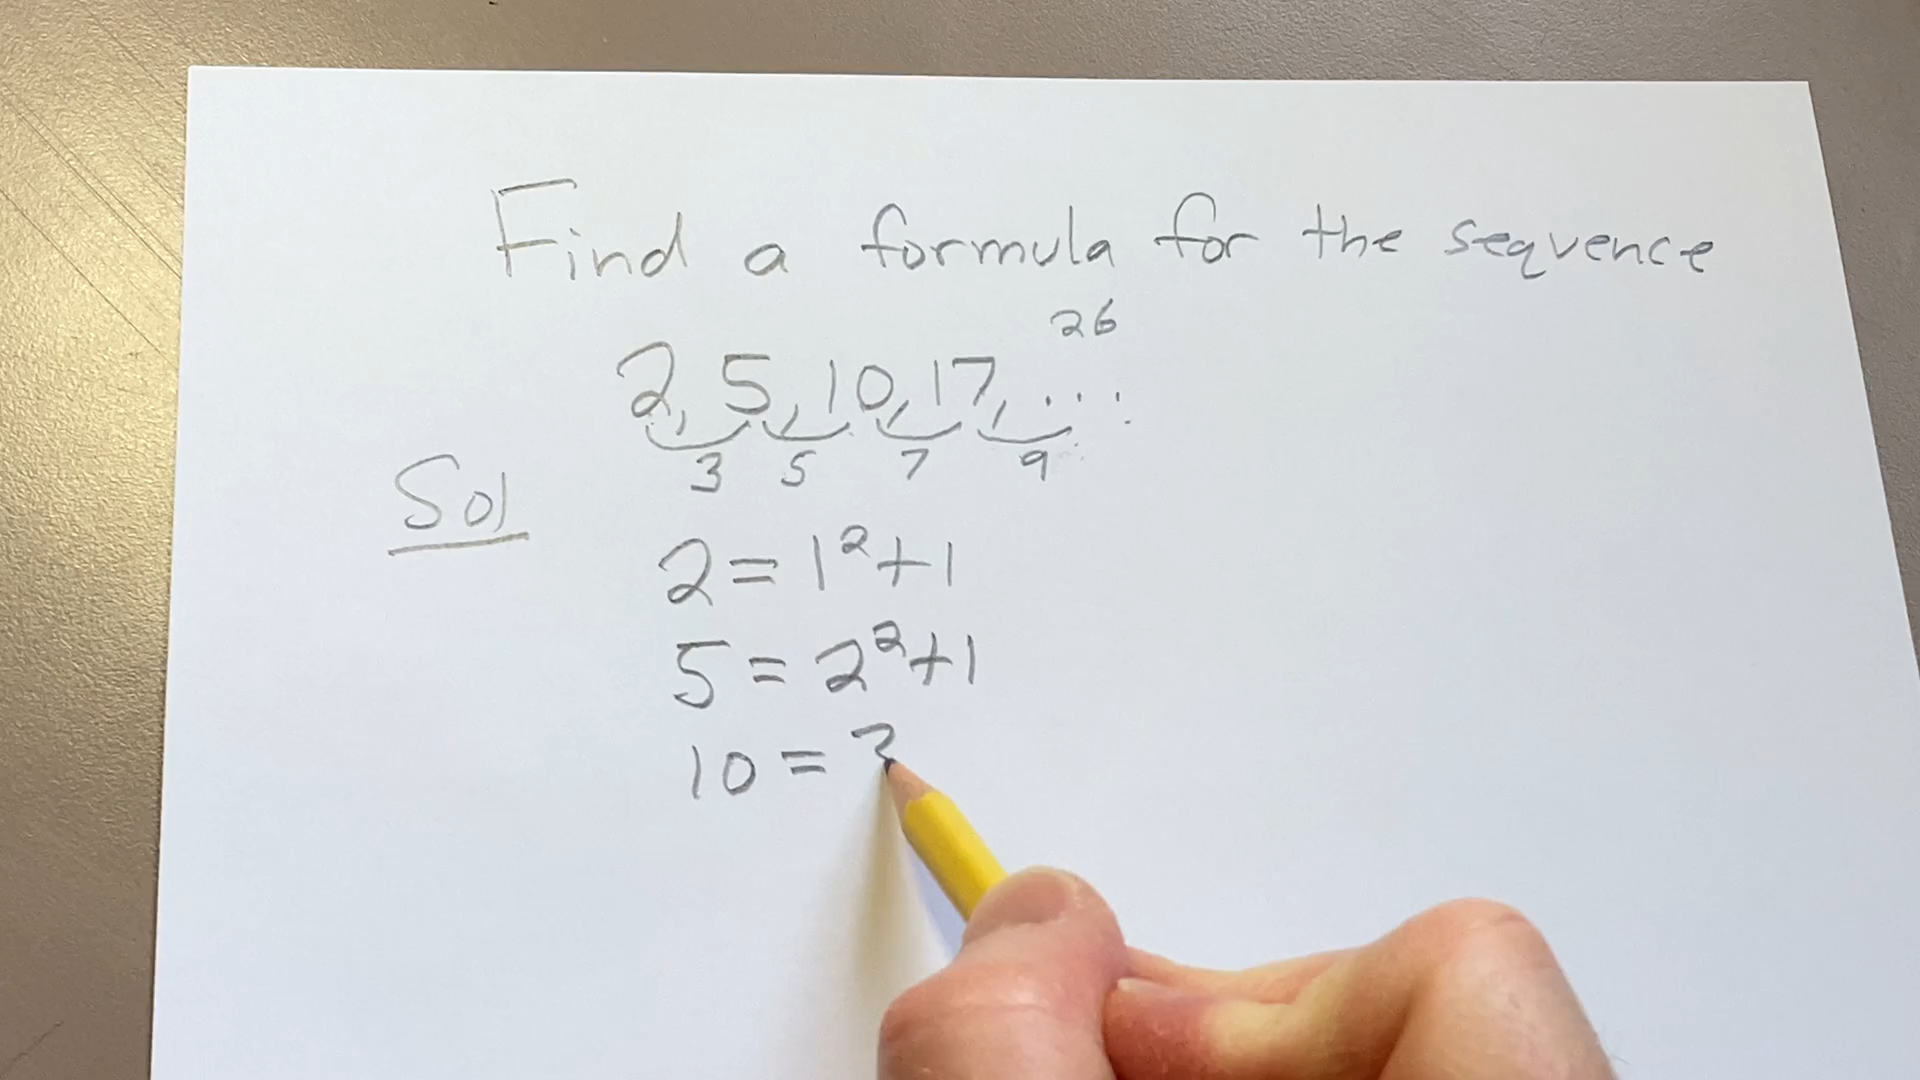 Find a formula for the sequence
26
2, 5, 10, 17, ...
3 5 7 9
Sol
2 = 1² + 1
5 = 2² + 1
10 = 3